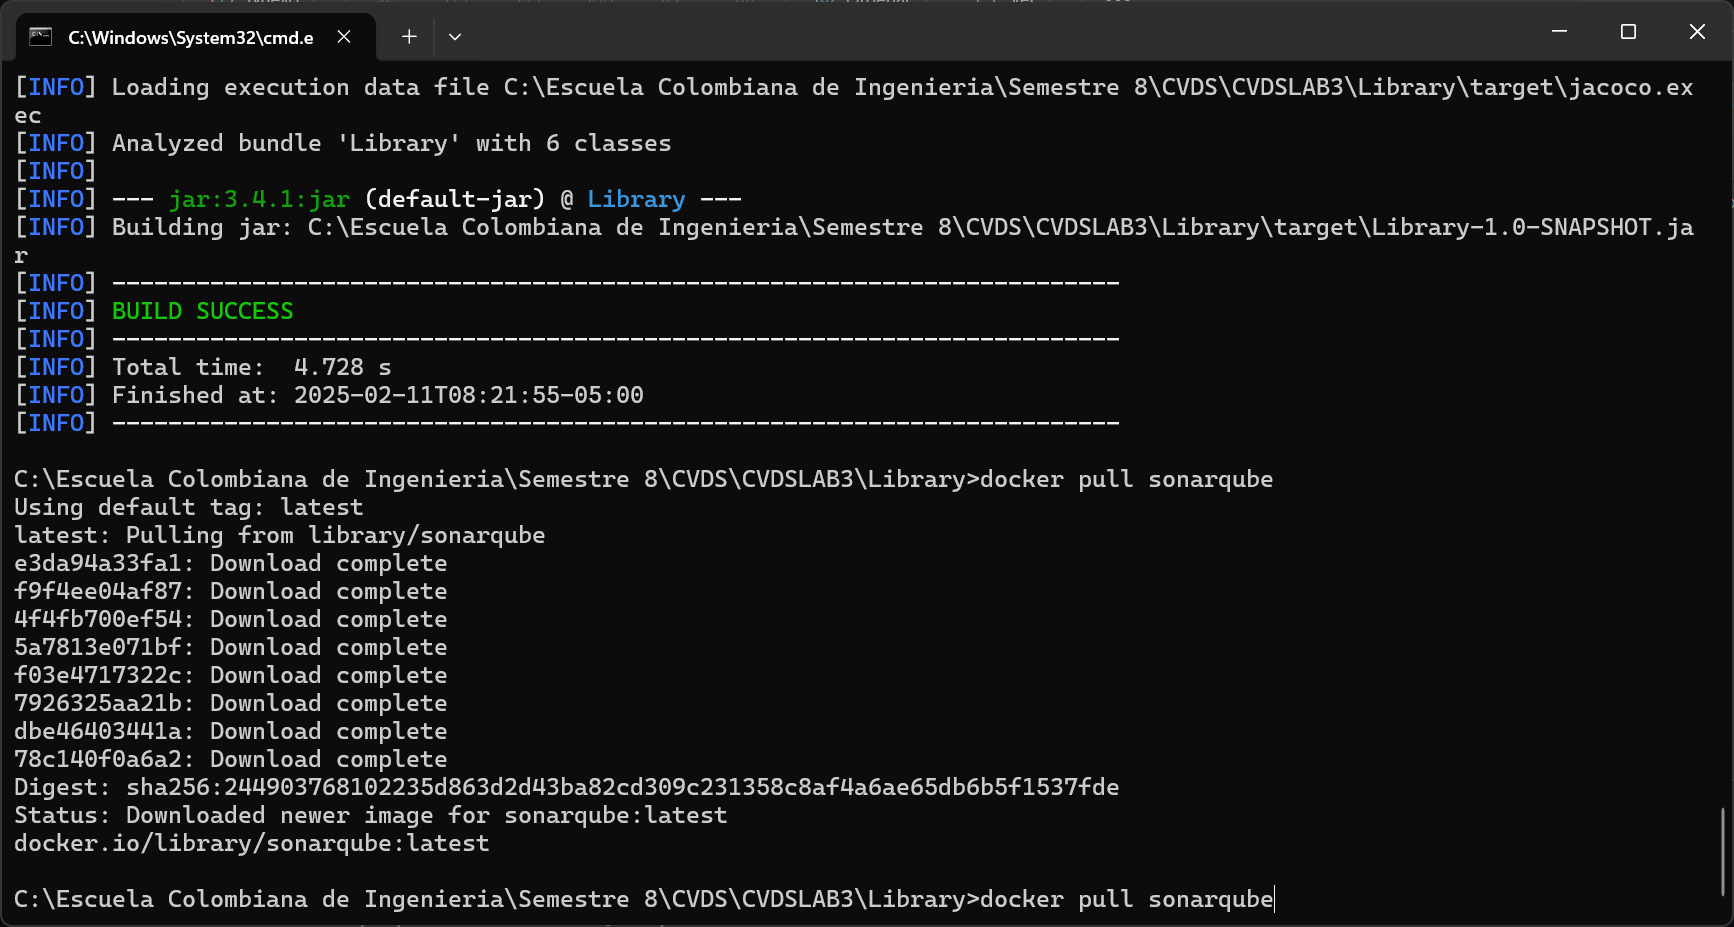 C:\Windows\System32\cmd.e
[INFO] Loading execution data file C:\Escuela Colombiana de Ingenieria\Semestre 8\CVDS\CVDSLAB3\Library\target\jacoco.ex
ec
[INFO] Analyzed bundle 'Library' with 6 classes
[INFO]
[INFO] --- jar:3.4.1:jar (default-jar) @ Library ---
[INFO] Building jar: C:\Escuela Colombiana de Ingenieria\Semestre 8\CVDS\CVDSLAB3\Library\target\Library-1.0-SNAPSHOT.ja
r
[INFO] ------------------------------------------------------------------------
[INFO] BUILD SUCCESS
[INFO] ------------------------------------------------------------------------
[INFO] Total time:  4.728 s
[INFO] Finished at: 2025-02-11T08:21:55-05:00
[INFO] ------------------------------------------------------------------------
C:\Escuela Colombiana de Ingenieria\Semestre 8\CVDS\CVDSLAB3\Library>docker pull sonarqube
Using default tag: latest
latest: Pulling from library/sonarqube
e3da94a33fa1: Download complete
f9f4ee04af87: Download complete
4f4fb700ef54: Download complete
5a7813e071bf: Download complete
f03e4717322c: Download complete
7926325aa21b: Download complete
dbe46403441a: Download complete
78c140f0a6a2: Download complete
Digest: sha256:244903768102235d863d2d43ba82cd309c231358c8af4a6ae65db6b5f1537fde
Status: Downloaded newer image for sonarqube:latest
docker.io/library/sonarqube:latest
C:\Escuela Colombiana de Ingenieria\Semestre 8\CVDS\CVDSLAB3\Library>docker pull sonarqube